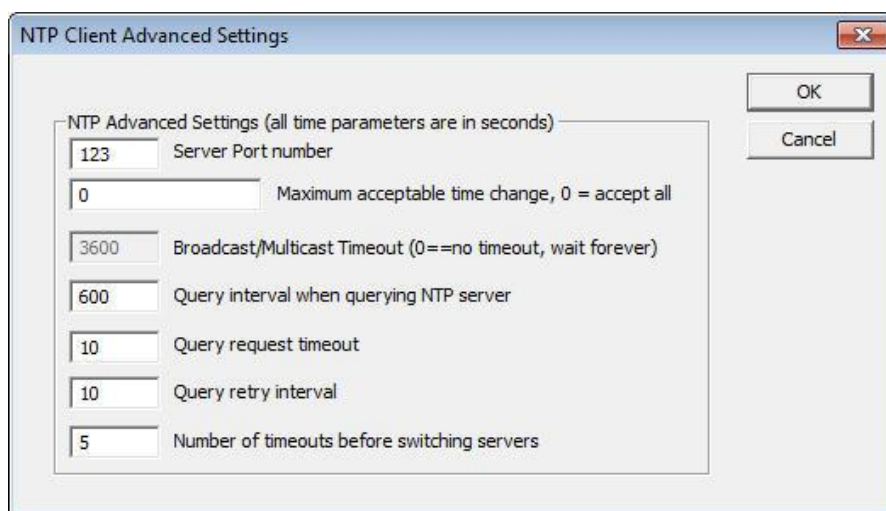 NTP Client Advanced Settings
OK
NTP Advanced Settings (all time parameters are in seconds)
Cancel
123 Server Port number
0 Maximum acceptable time change, 0 = accept all
3600 Broadcast/Multicast Timeout (0==no timeout, wait forever)
600 Query interval when querying NTP server
10 Query request timeout
10 Query retry interval
5 Number of timeouts before switching servers